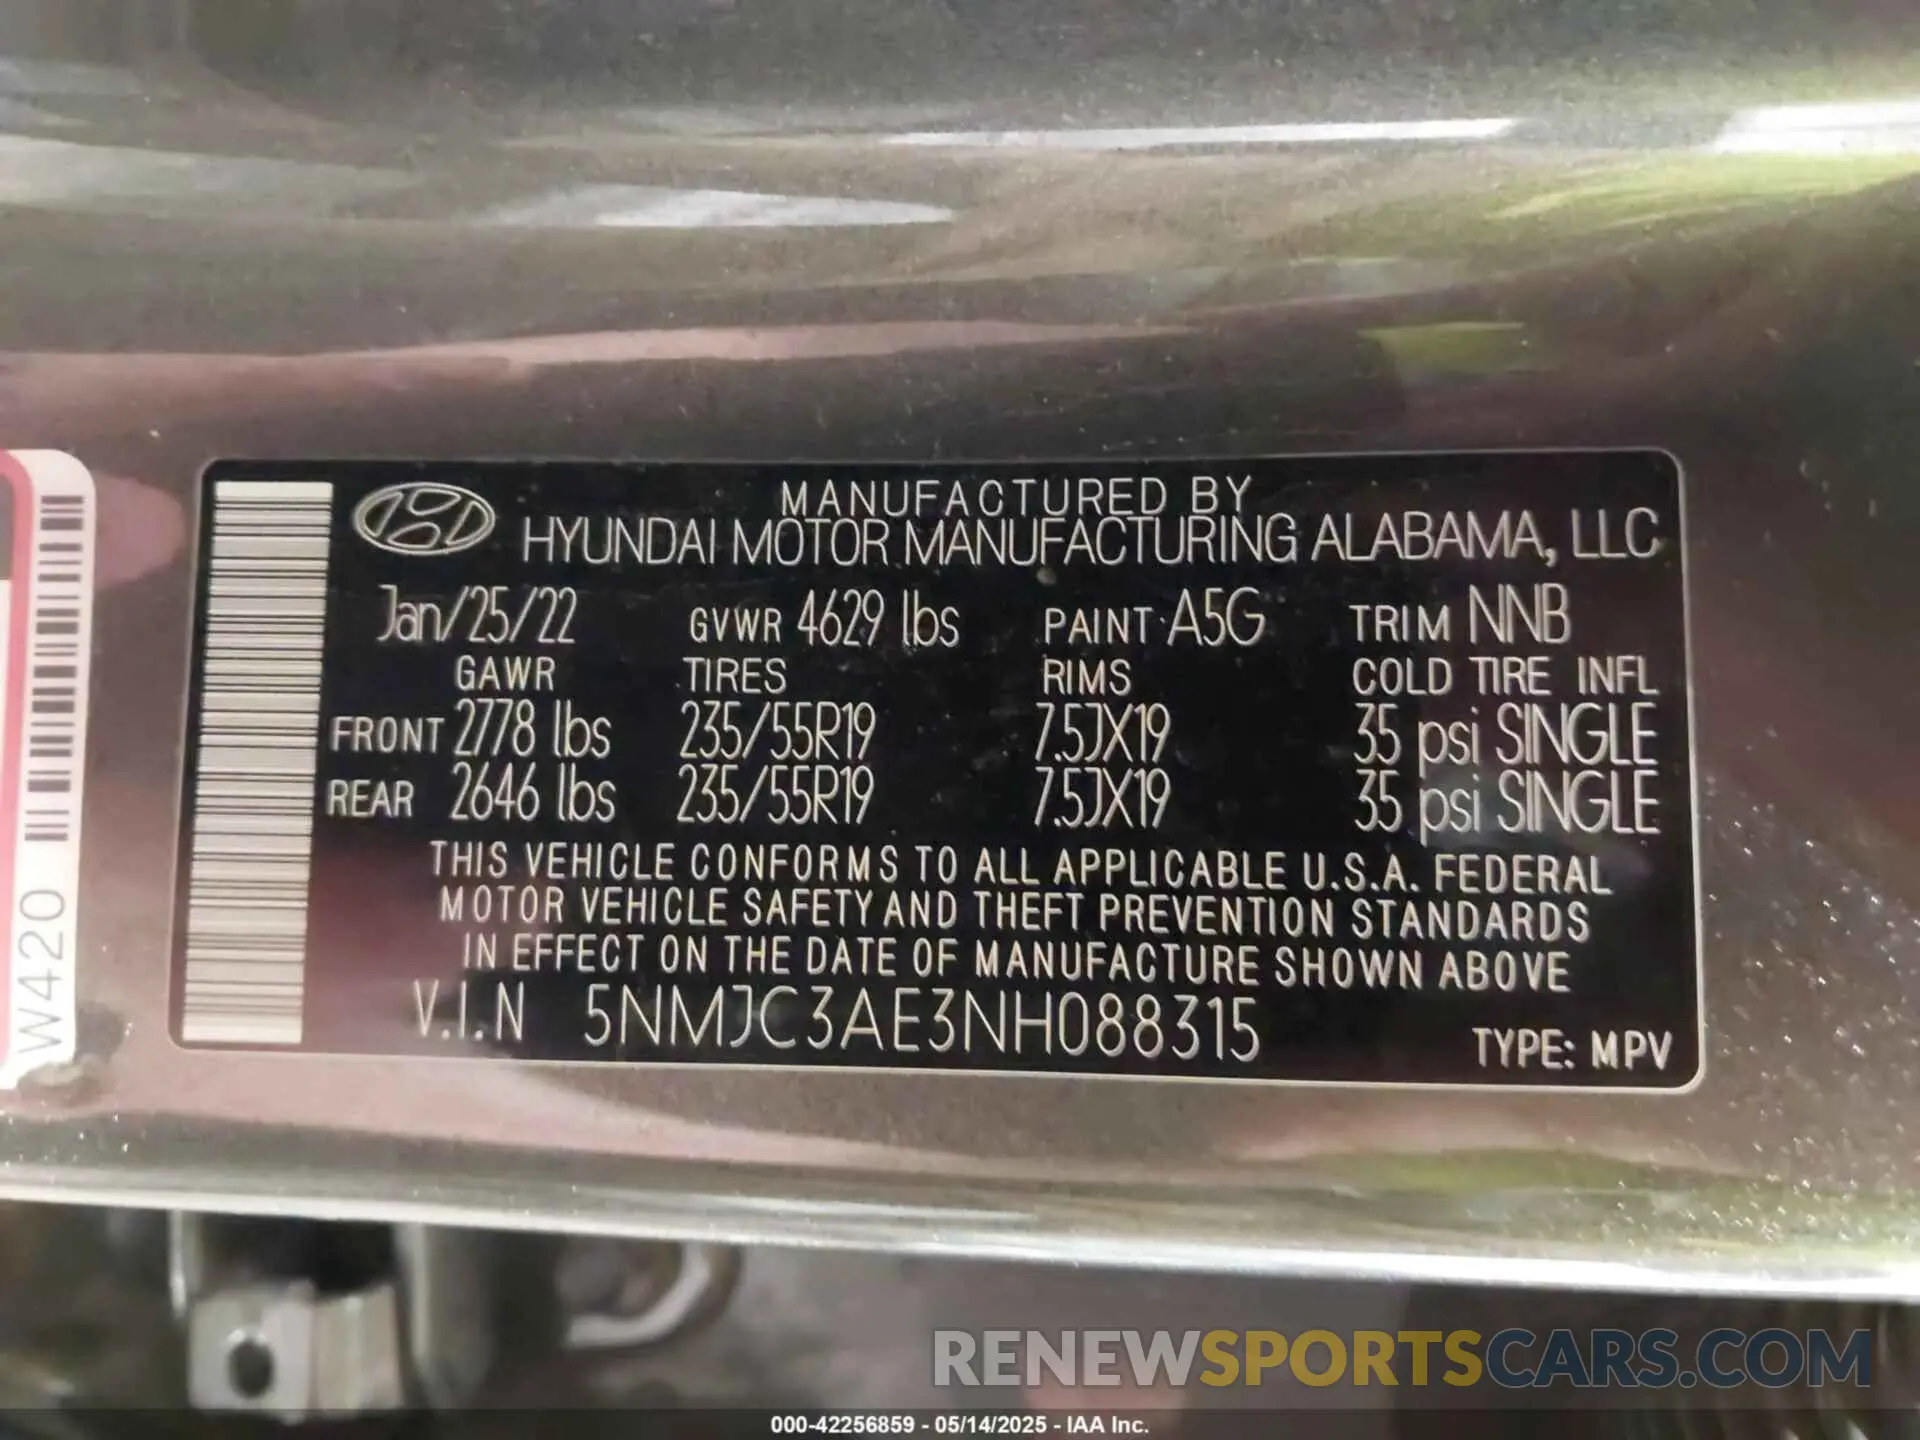 W420
MANUFACTURED BY
HYUNDAI MOTOR MANUFACTURING ALABAMA, LLC
Jan/25/22 GVWR 4629 lbs PAINT A5G TRIM NNB
GAWR TIRES RIMS COLD TIRE INFL
FRONT 2778 lbs 235/55R19 7.5JX19 35 psi SINGLE
REAR 2646 lbs 235/55R19 7.5JX19 35 psi SINGLE
THIS VEHICLE CONFORMS TO ALL APPLICABLE U.S.A. FEDERAL
MOTOR VEHICLE SAFETY AND THEFT PREVENTION STANDARDS
IN EFFECT ON THE DATE OF MANUFACTURE SHOWN ABOVE
V.I.N 5NMJC3AE3NH088315 TYPE: MPV
RENEWSPORTSCARS.COM
000-42256859 - 05/14/2025 - IAA Inc.